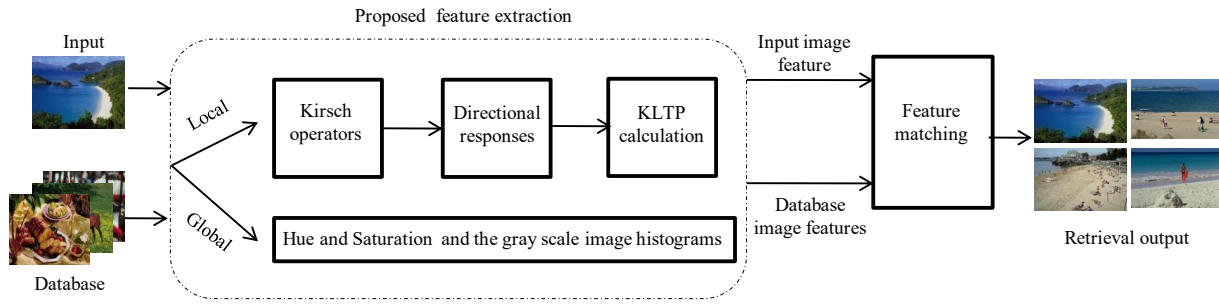 Proposed feature extraction
Input
Local
Kirsch
operators
Directional
responses
KLTP
calculation
Global
Hue and Saturation and the gray scale image histograms
Database
Input image
feature
Database
image features
Feature
matching
Retrieval output